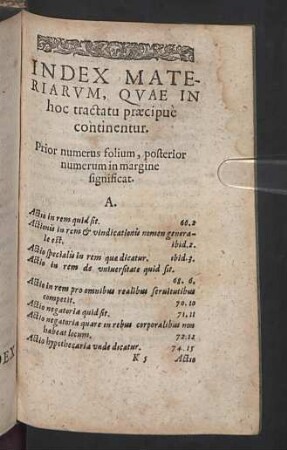 INDEX MATE-
RIARVM, QVAE IN
hoc tractatu præcipuè
continentur.
Prior numerus folium, posterior
numerum in margine
significat.
A.
Actio in rem quid sit. 60.2
Actionis in rem & vindicationis nomen genera-
le est. ibid.2.
Actio specialis in rem quæ dicatur. ibid.3.
Actio in rem de vniuersitate quid sit.
68. 6.
Actio in rem pro omnibus realibus seruitutibus
competit. 70.10
Actio negatoria quid sit. 71.11
Actio negatoria quare in rebus corporalibus non
habeat locum. 72.12
Actio hypothecaria vnde dicatur. 74.15
K 5 Actio
DEX